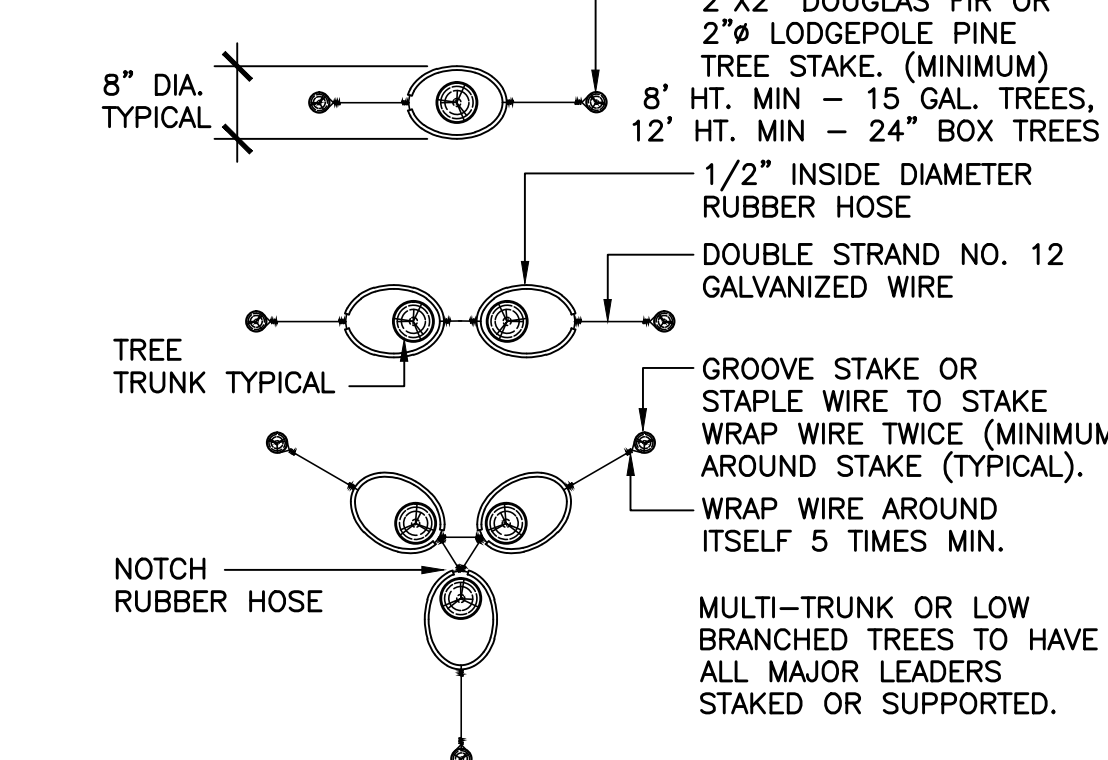 2"X2" DOUGLAS FIR OR
2"ø LODGEPOLE PINE
TREE STAKE. (MINIMUM)
8' HT. MIN – 15 GAL. TREES,
12' HT. MIN – 24" BOX TREES
8" DIA.
TYPICAL
1/2" INSIDE DIAMETER
RUBBER HOSE
DOUBLE STRAND NO. 12
GALVANIZED WIRE
TREE
TRUNK TYPICAL
GROOVE STAKE OR
STAPLE WIRE TO STAKE
WRAP WIRE TWICE (MINIMUM
AROUND STAKE (TYPICAL).
WRAP WIRE AROUND
ITSELF 5 TIMES MIN.
NOTCH
RUBBER HOSE
MULTI–TRUNK OR LOW
BRANCHED TREES TO HAVE
ALL MAJOR LEADERS
STAKED OR SUPPORTED.